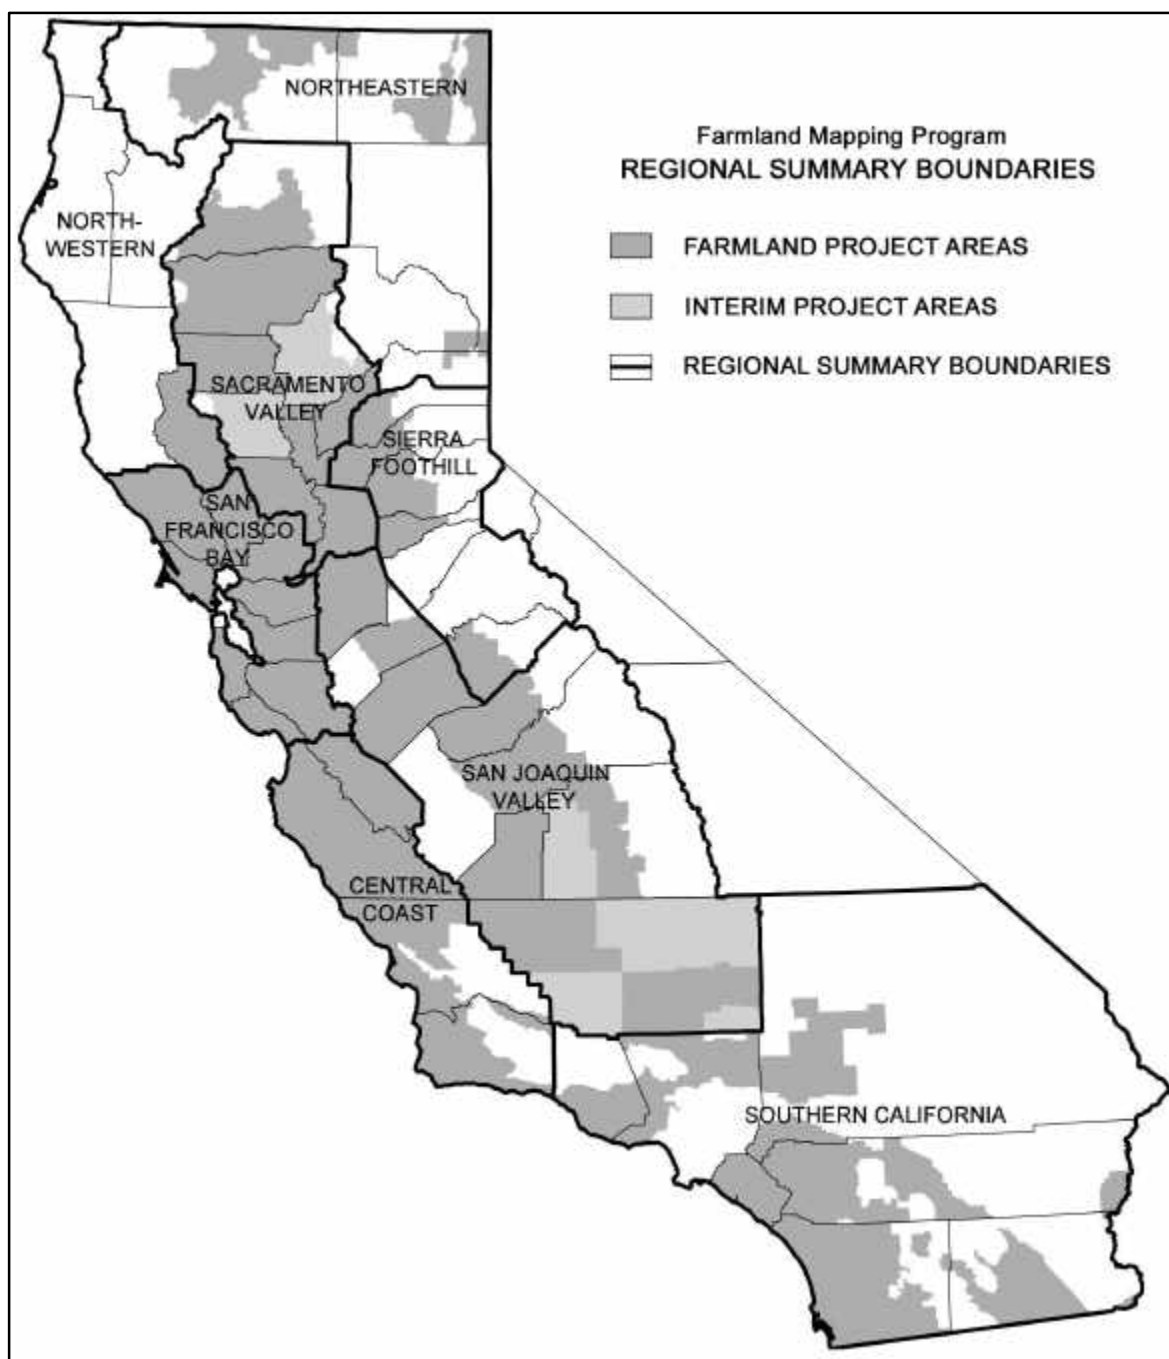 NORTHEASTERN
Farmland Mapping Program
REGIONAL SUMMARY BOUNDARIES
NORTH-
WESTERN
FARMLAND PROJECT AREAS
INTERIM PROJECT AREAS
REGIONAL SUMMARY BOUNDARIES
SACRAMENTO
VALLEY
SIERRA
FOOTHILL
SAN
FRANCISCO
BAY
SAN JOAQUIN
VALLEY
CENTRAL
COAST
SOUTHERN CALIFORNIA